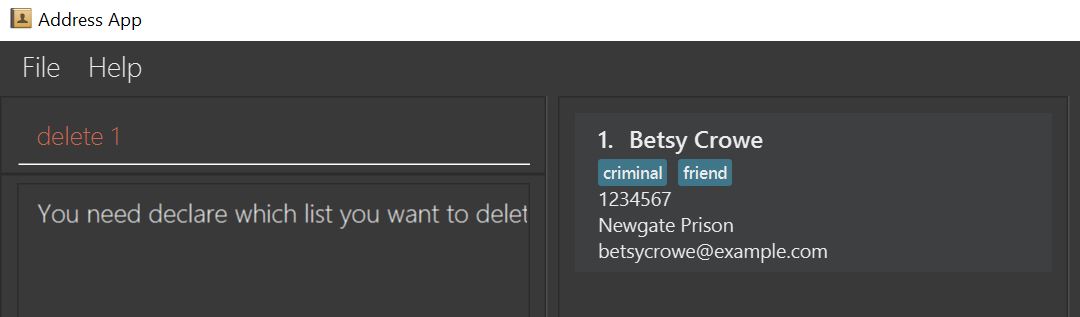 Address App
File Help
delete 1
You need declare which list you want to
1. Betsy Crowe
criminal friend
1234567
Newgate Prison
betsycrowe@example.com